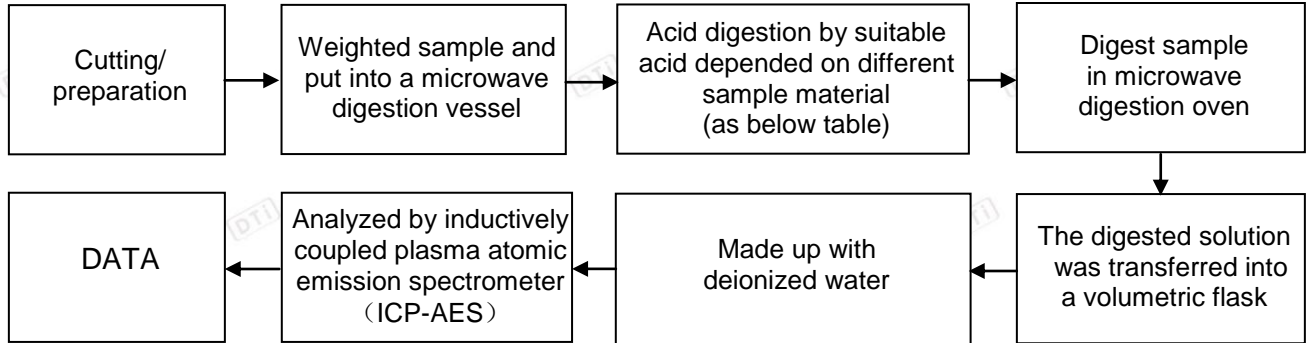 Cutting/
preparation
Weighted sample and
put into a microwave
digestion vessel
Acid digestion by suitable
acid depended on different
sample material
(as below table)
Digest sample
in microwave
digestion oven
The digested solution
was transferred into
a volumetric flask
Made up with
deionized water
Analyzed by inductively
coupled plasma atomic
emission spectrometer
（ICP-AES）
DATA
DTi
DTi